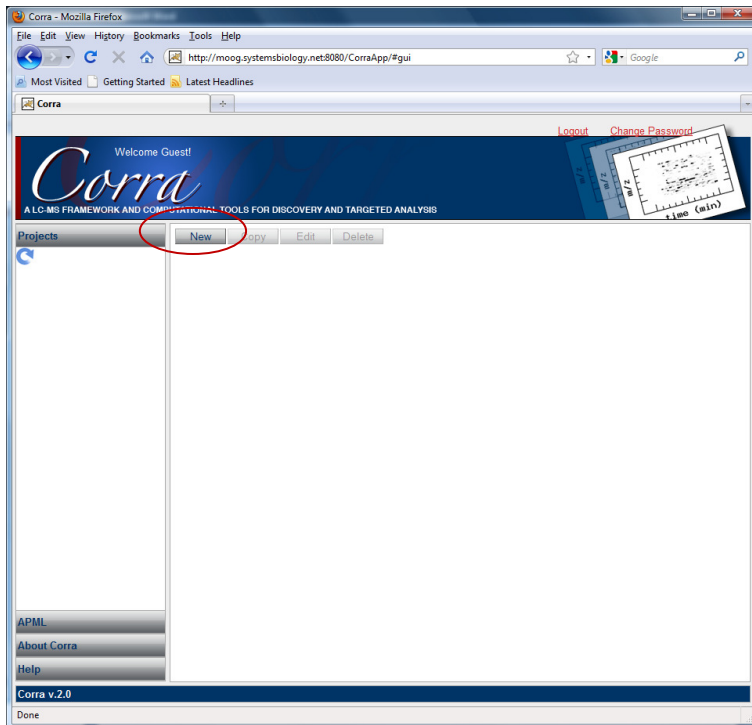 Corra - Mozilla Firefox
File Edit View History Bookmarks Tools Help
http://moog.systemsbiology.net:8080/CorraApp/#gui
Google
Most Visited Getting Started Latest Headlines
Corra
Logout Change Password
Welcome Guest!
Corra
A LC-MS FRAMEWORK AND COMPUTATIONAL TOOLS FOR DISCOVERY AND TARGETED ANALYSIS
m/z
m/z
m/z
time (min)
Projects
New Copy Edit Delete
APML
About Corra
Help
Corra v.2.0
Done